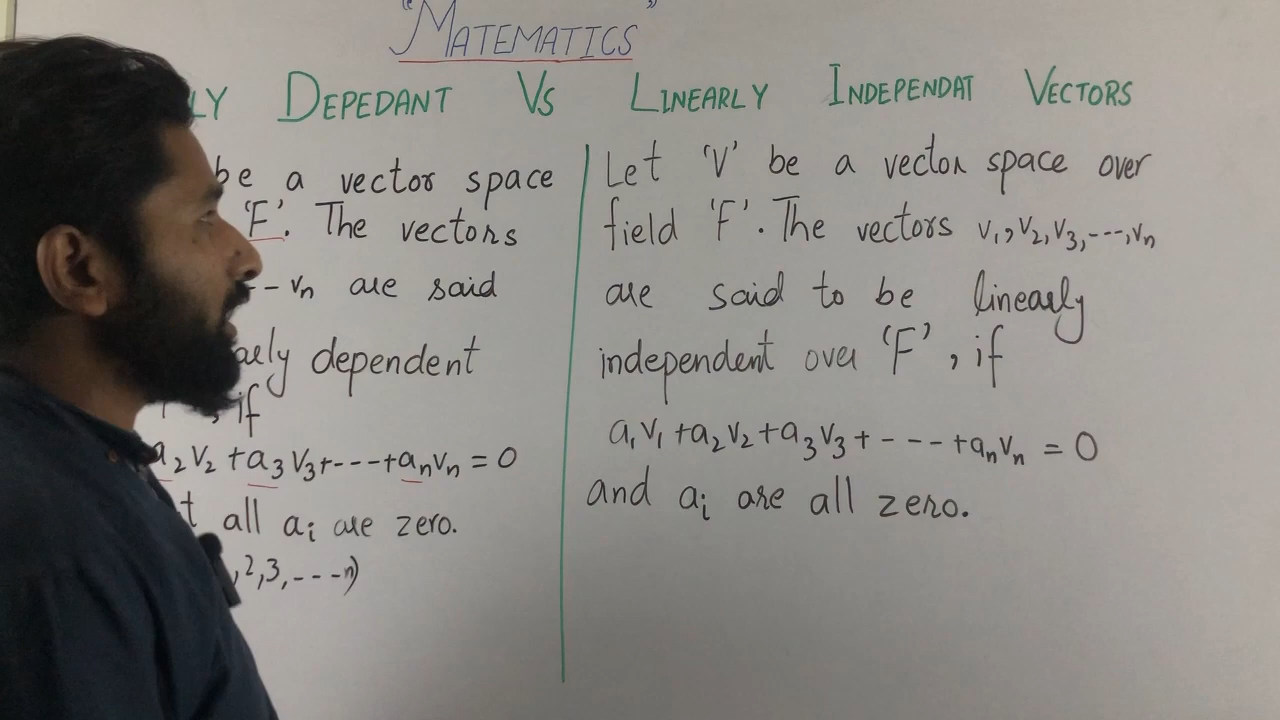 "MATEMATICS"
LY DEPEDANT VS LINEARLY INDEPENDAT VECTORS
be a vector space
'F'. The vectors
-- vn are said
aely dependent
, if
a2v2 + a3v3 + --- + anvn = 0
t all ai are zero.
, 2, 3, ---- n)
Let 'V' be a vector space over
field 'F'. The vectors v1, v2, v3, ---, vn
are said to be linearly
independent over 'F', if
a1v1 + a2v2 + a3v3 + ---- + anvn = 0
and ai are all zero.